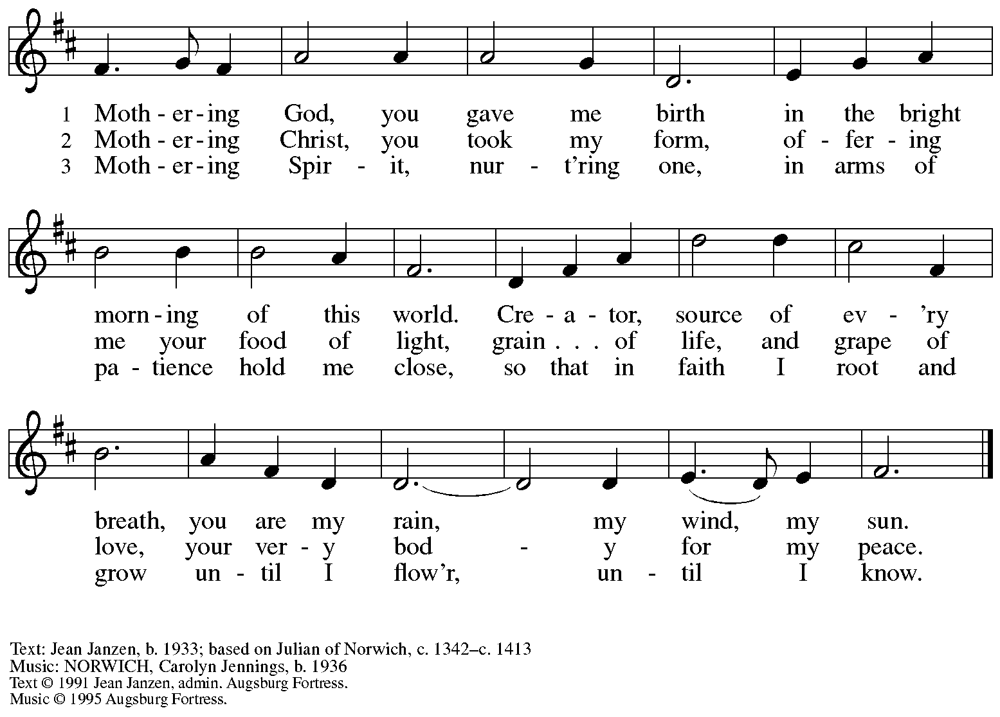 1 Moth - er - ing God, you gave me birth in the bright
2 Moth - er - ing Christ, you took my form, of - fer - ing
3 Moth - er - ing Spir - it, nur - t’ring one, in arms of
morn - ing of this world. Cre - a - tor, source of ev - ’ry
me your food of light, grain . . . of life, and grape of
pa - tience hold me close, so that in faith I root and
breath, you are my rain, my wind, my sun.
love, your ver - y bod - y for my peace.
grow un - til I flow’r, un - til I know.
Text: Jean Janzen, b. 1933; based on Julian of Norwich, c. 1342–c. 1413
Music: NORWICH, Carolyn Jennings, b. 1936
Text © 1991 Jean Janzen, admin. Augsburg Fortress.
Music © 1995 Augsburg Fortress.